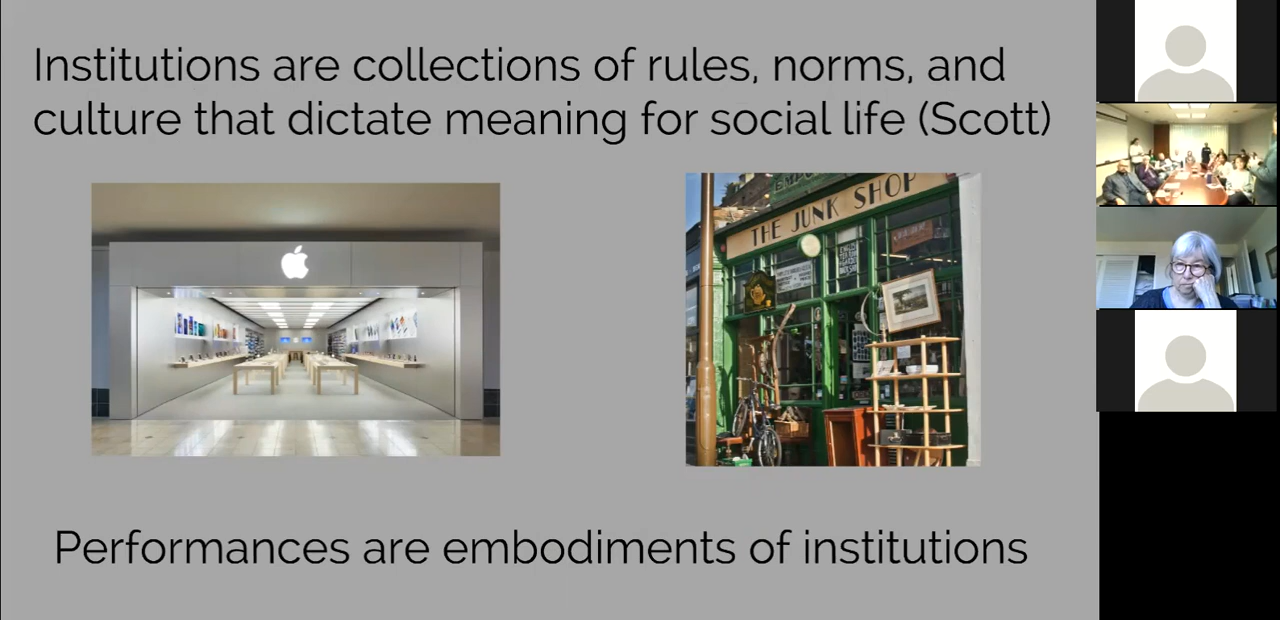 Institutions are collections of rules, norms, and
culture that dictate meaning for social life (Scott)
THE JUNK SHOP
Performances are embodiments of institutions